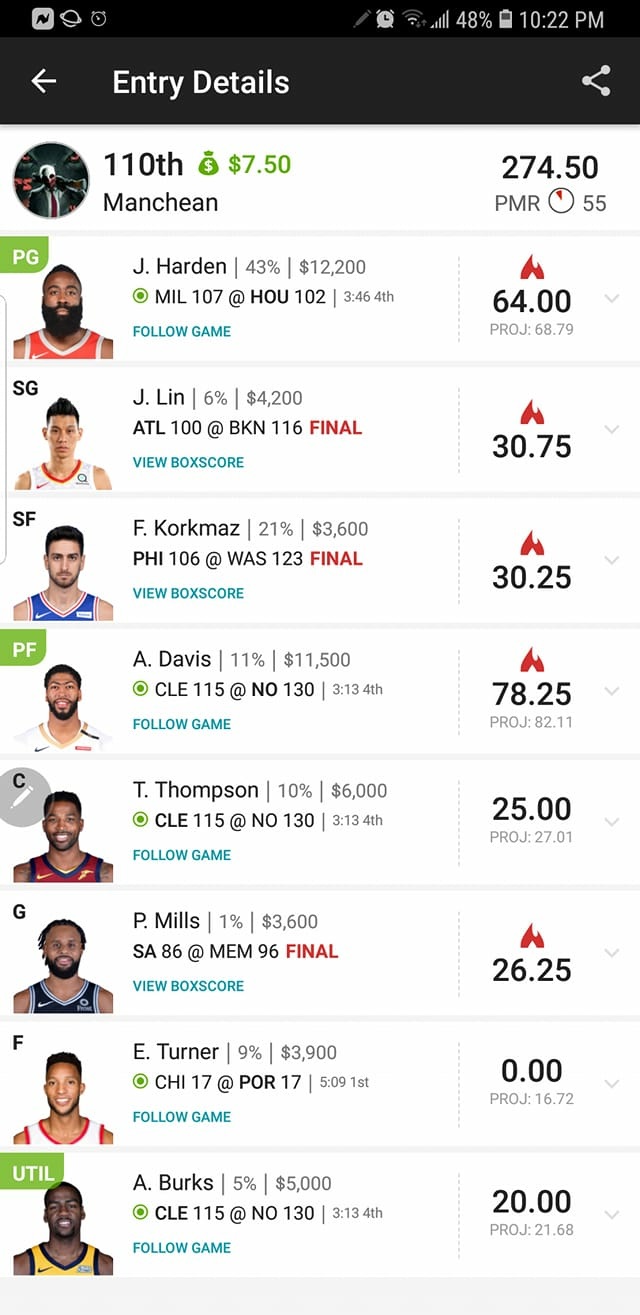 48% 10:22 PM
Entry Details
110th $7.50 274.50
Manchean PMR 55
PG
J. Harden | 43% | $12,200
MIL 107 @ HOU 102 | 3:46 4th 64.00
FOLLOW GAME PROJ: 68.79
SG
J. Lin | 6% | $4,200
ATL 100 @ BKN 116 FINAL 30.75
VIEW BOXSCORE
SF
F. Korkmaz | 21% | $3,600
PHI 106 @ WAS 123 FINAL 30.25
VIEW BOXSCORE
PF
A. Davis | 11% | $11,500
CLE 115 @ NO 130 | 3:13 4th 78.25
FOLLOW GAME PROJ: 82.11
C
T. Thompson | 10% | $6,000
CLE 115 @ NO 130 | 3:13 4th 25.00
FOLLOW GAME PROJ: 27.01
G
P. Mills | 1% | $3,600
SA 86 @ MEM 96 FINAL 26.25
VIEW BOXSCORE
F
E. Turner | 9% | $3,900
CHI 17 @ POR 17 | 5:09 1st 0.00
FOLLOW GAME PROJ: 16.72
UTIL
A. Burks | 5% | $5,000
CLE 115 @ NO 130 | 3:13 4th 20.00
FOLLOW GAME PROJ: 21.68